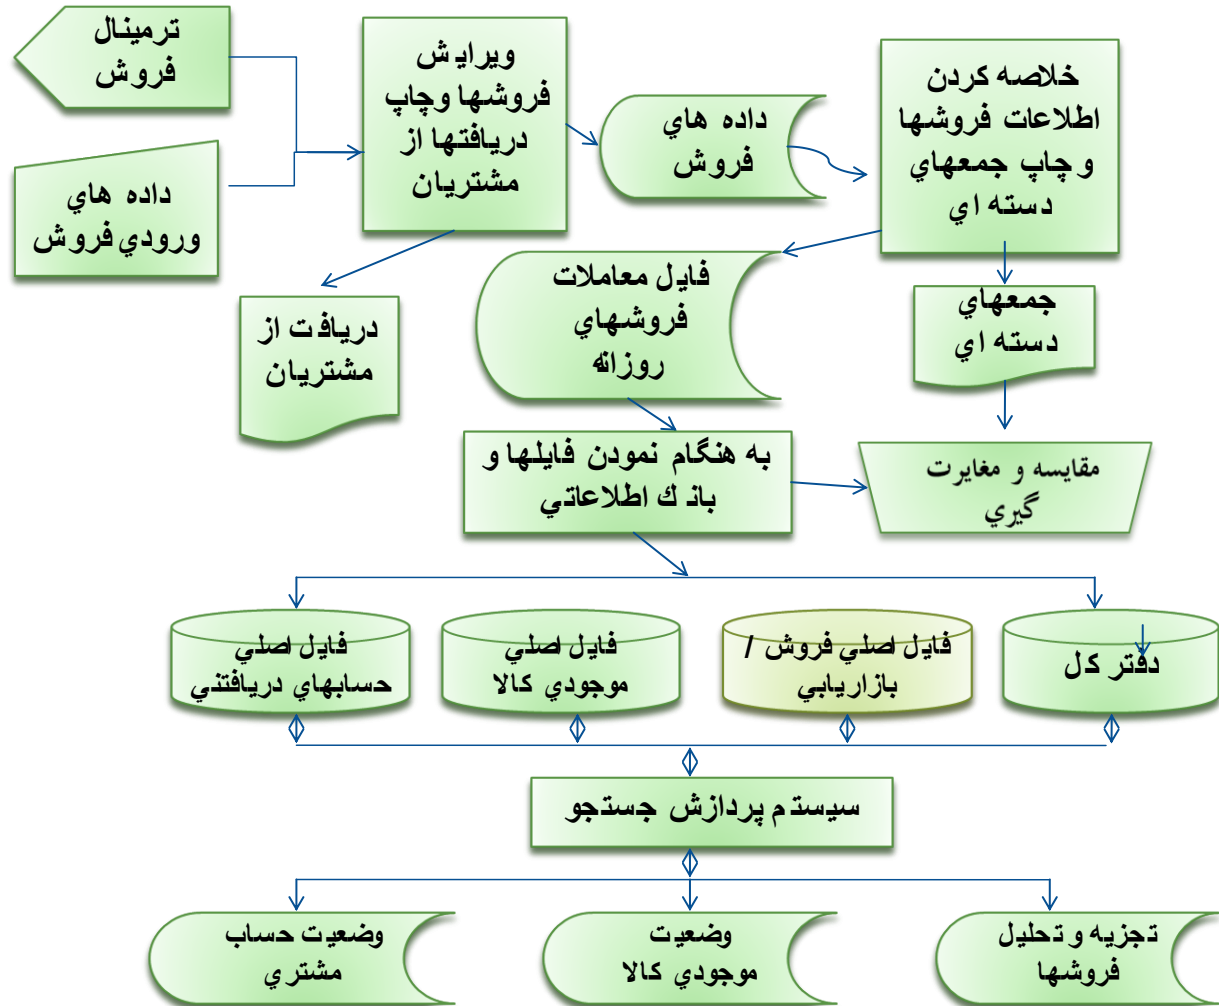 ترمينال
فروش
داده هاي
ورودي فروش
ويرايش
فروشها وچاپ
دريافتها از
مشتريان
داده هاي
فروش
خلاصه كردن
اطلاعات فروشها
و چاپ جمعهاي
دسته اي
دريافت از
مشتريان
فايل معاملات
فروشهاي
روزانه
جمعهاي
دسته اي
به هنگام نمودن فايلها و
بانك اطلاعاتي
مقايسه و مغايرت
گيري
فايل اصلي
حسابهاي دريافتني
فايل اصلي
موجودي كالا
فايل اصلي فروش /
بازاريابي
دفتر كل
سيستم پردازش جستجو
وضعيت حساب
مشتري
وضعيت
موجودي كالا
تجزيه و تحليل
فروشها